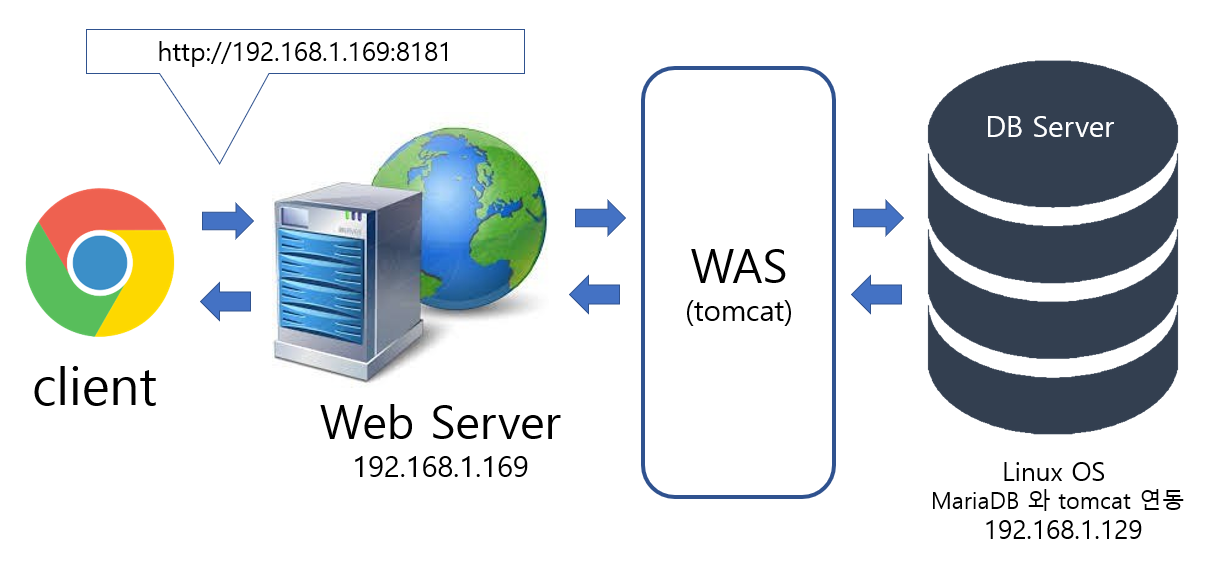 http://192.168.1.169:8181
client
Web Server
192.168.1.169
WAS
(tomcat)
DB Server
Linux OS
MariaDB 와 tomcat 연동
192.168.1.129